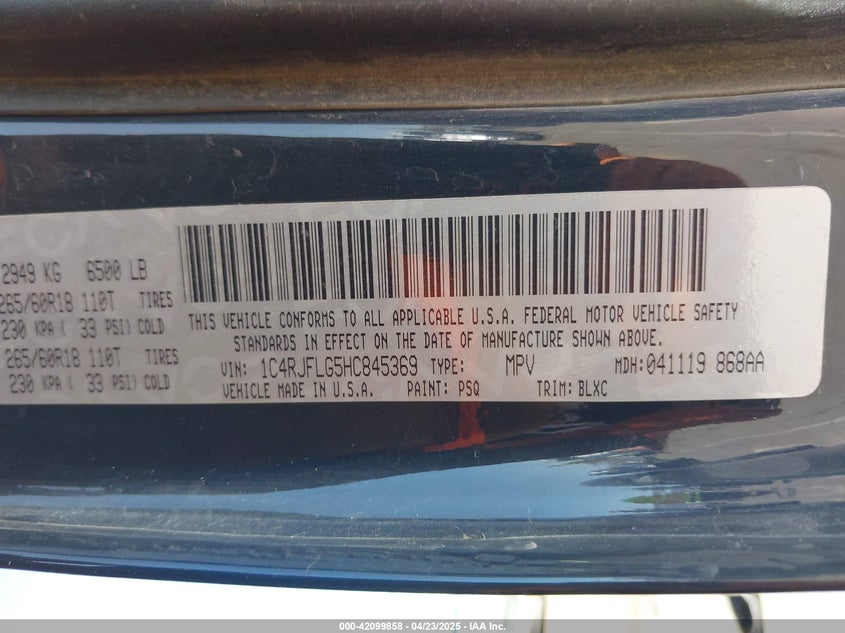 2949 KG 6500 LB
265/60R18 110T TIRES
230 KPA ( 33 PSI) COLD
265/60R18 110T TIRES
230 KPA ( 33 PSI) COLD
THIS VEHICLE CONFORMS TO ALL APPLICABLE U.S.A. FEDERAL MOTOR VEHICLE SAFETY
STANDARDS IN EFFECT ON THE DATE OF MANUFACTURE SHOWN ABOVE.
VIN: 1C4RJFLG5HC845369 TYPE: MPV MDH:041119 868AA
VEHICLE MADE IN U.S.A. PAINT: PSQ TRIM: BLXC
000-42099858 | 04/23/2025 | IAA Inc.